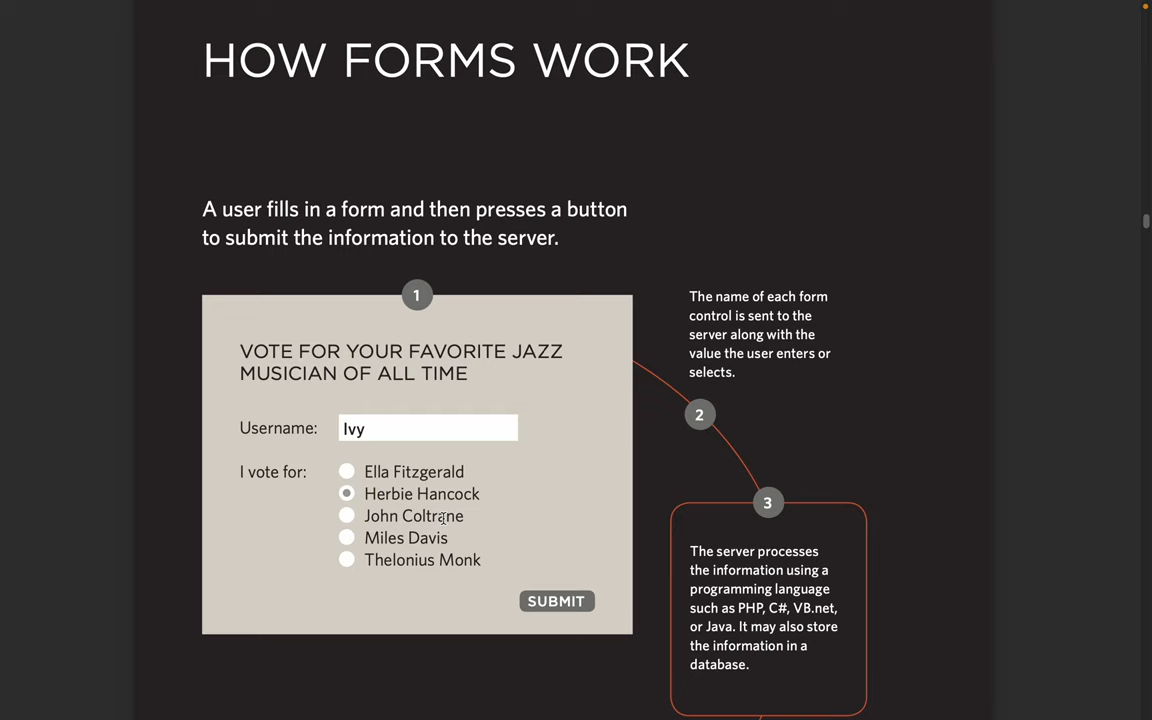 HOW FORMS WORK
A user fills in a form and then presses a button
to submit the information to the server.
1
VOTE FOR YOUR FAVORITE JAZZ
MUSICIAN OF ALL TIME
Username: Ivy
I vote for: Ella Fitzgerald
Herbie Hancock
John Coltrane
Miles Davis
Thelonius Monk
SUBMIT
The name of each form
control is sent to the
server along with the
value the user enters or
selects.
2
3
The server processes
the information using a
programming language
such as PHP, C#, VB.net,
or Java. It may also store
the information in a
database.